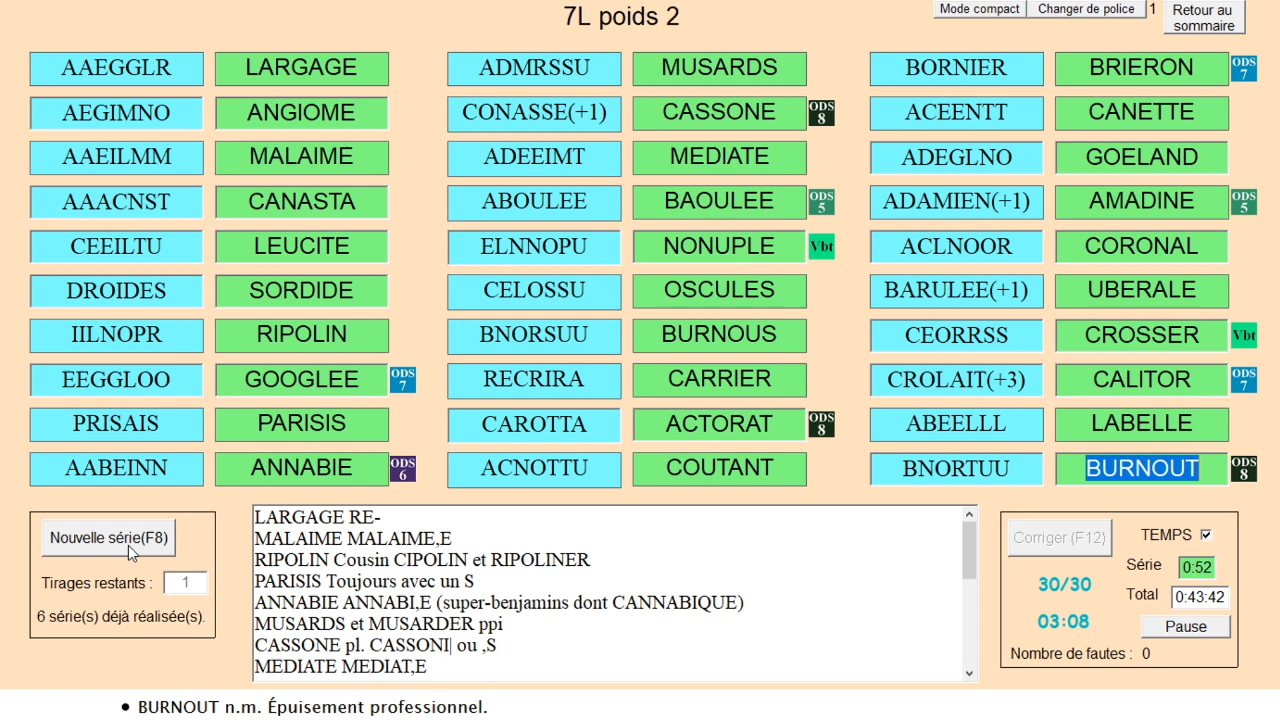 7L poids 2
Mode compact
Changer de police
1
Retour au
sommaire
AAEGGLR LARGAGE
AEGIMNO ANGIOME
AAEILMM MALAIME
AAACNST CANASTA
CEEILTU LEUCITE
DROIDES SORDIDE
IILNOPR RIPOLIN
EEGGLOO GOOGLEE ODS 7
PRISAIS PARISIS
AABEINN ANNABIE ODS 6
ADMRSSU MUSARDS
CONASSE(+1) CASSONE ODS 8
ADEEIMT MEDIATE
ABOULEE BAOULEE ODS 5
ELNNOPU NONUPLE Vbt
CELOSSU OSCULES
BNORSUU BURNOUS
RECRIRA CARRIER
CAROTTA ACTORAT ODS 8
ACNOTTU COUTANT
BORNIER BRIERON ODS 7
ACEENTT CANETTE
ADEGLNO GOELAND
ADAMIEN(+1) AMADINE ODS 5
ACLNOOR CORONAL
BARULEE(+1) UBERALE
CEORRSS CROSSER Vbt
CROLAIT(+3) CALITOR ODS 7
ABEELLL LABELLE
BNORTUU BURNOUT ODS 8
Nouvelle série(F8)
Tirages restants : 1
6 série(s) déjà réalisée(s).
LARGAGE RE-
MALAIME MALAIME,E
RIPOLIN Cousin CIPOLIN et RIPOLINER
PARISIS Toujours avec un S
ANNABIE ANNABI,E (super-benjamins dont CANNABIQUE)
MUSARDS et MUSARDER ppi
CASSONE pl. CASSONI ou ,S
MEDIATE MEDIAT,E
Corriger (F12)
TEMPS
Série 0:52
30/30
Total 0:43:42
03:08
Pause
Nombre de fautes : 0
• BURNOUT n.m. Épuisement professionnel.